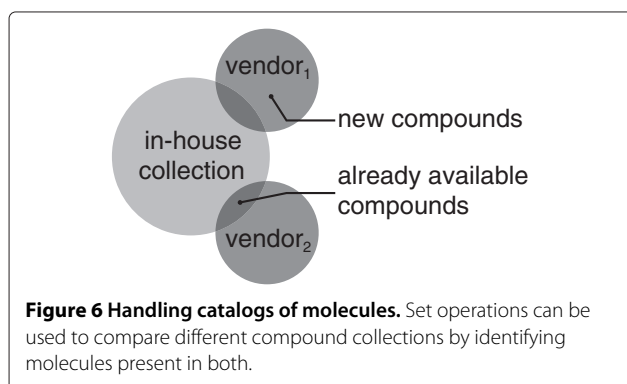 vendor₁
new compounds
in-house
collection
already available
compounds
vendor₂
Figure 6 Handling catalogs of molecules. Set operations can be
used to compare different compound collections by identifying
molecules present in both.